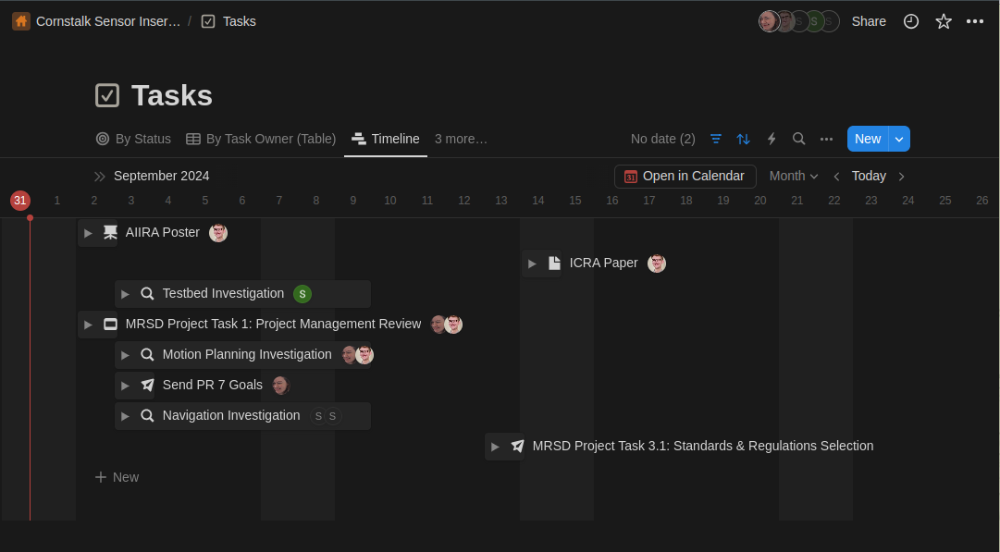 Cornstalk Sensor Inser… / Tasks
S S S Share
Tasks
By Status By Task Owner (Table) Timeline 3 more… No date (2) New
September 2024 31 Open in Calendar Month Today
31 1 2 3 4 5 6 7 8 9 10 11 12 13 14 15 16 17 18 19 20 21 22 23 24 25 26
AIIRA Poster
ICRA Paper
Testbed Investigation S
MRSD Project Task 1: Project Management Review
Motion Planning Investigation
Send PR 7 Goals
Navigation Investigation S S
MRSD Project Task 3.1: Standards & Regulations Selection
New